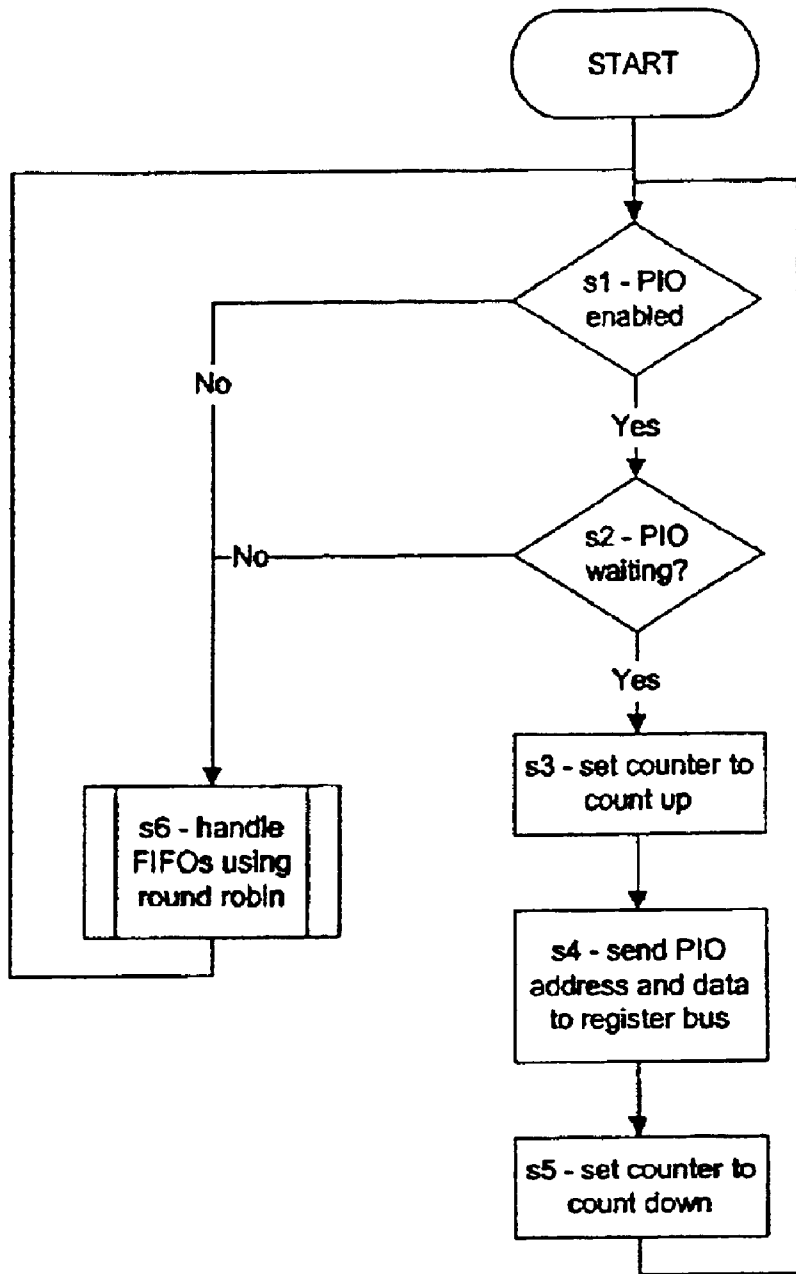 START
s1 - PIO
enabled
No
Yes
s2 - PIO
waiting?
No
Yes
s3 - set counter to
count up
s6 - handle
FIFOs using
round robin
s4 - send PIO
address and data
to register bus
s5 - set counter to
count down